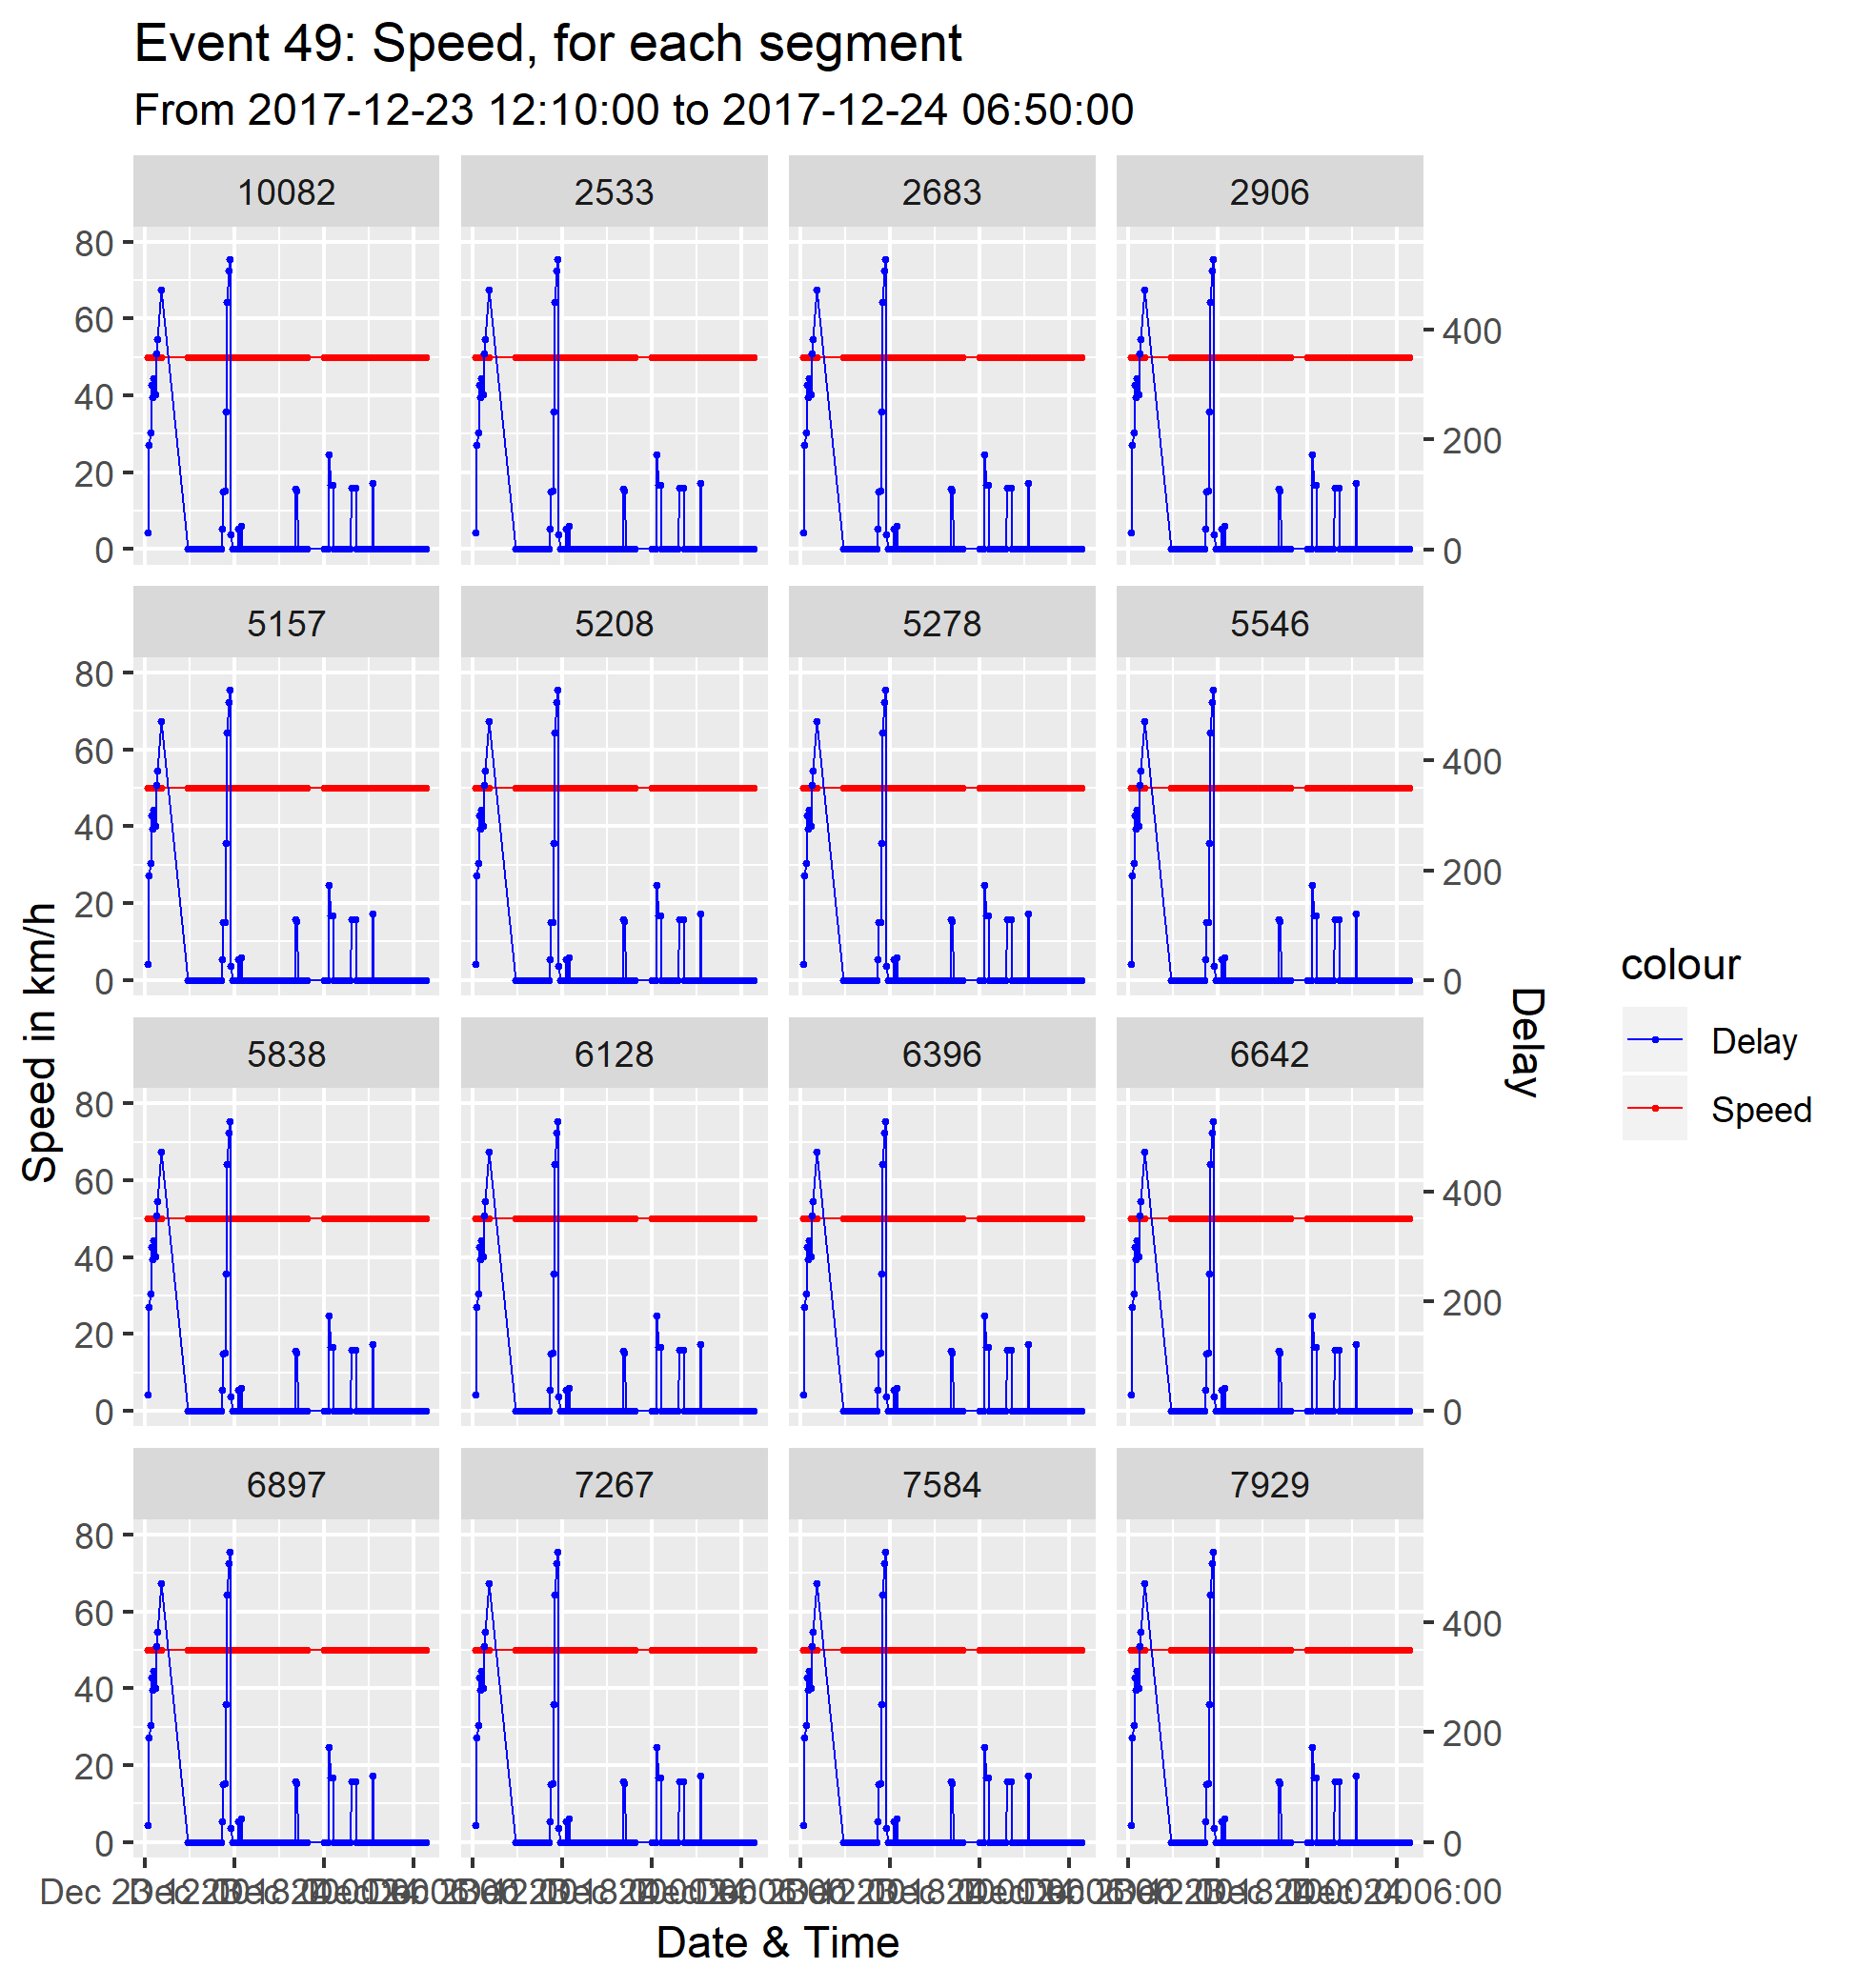 Event 49: Speed, for each segment
From 2017-12-23 12:10:00 to 2017-12-24 06:50:00
10082 2533 2683 2906
80
60
40
20
0
400
200
0
5157 5208 5278 5546
80
60
40
20
0
400
200
0
5838 6128 6396 6642
80
60
40
20
0
400
200
0
6897 7267 7584 7929
80
60
40
20
0
400
200
0
Speed in km/h
Delay
colour
Delay
Speed
Dec 23 06:00
Date & Time